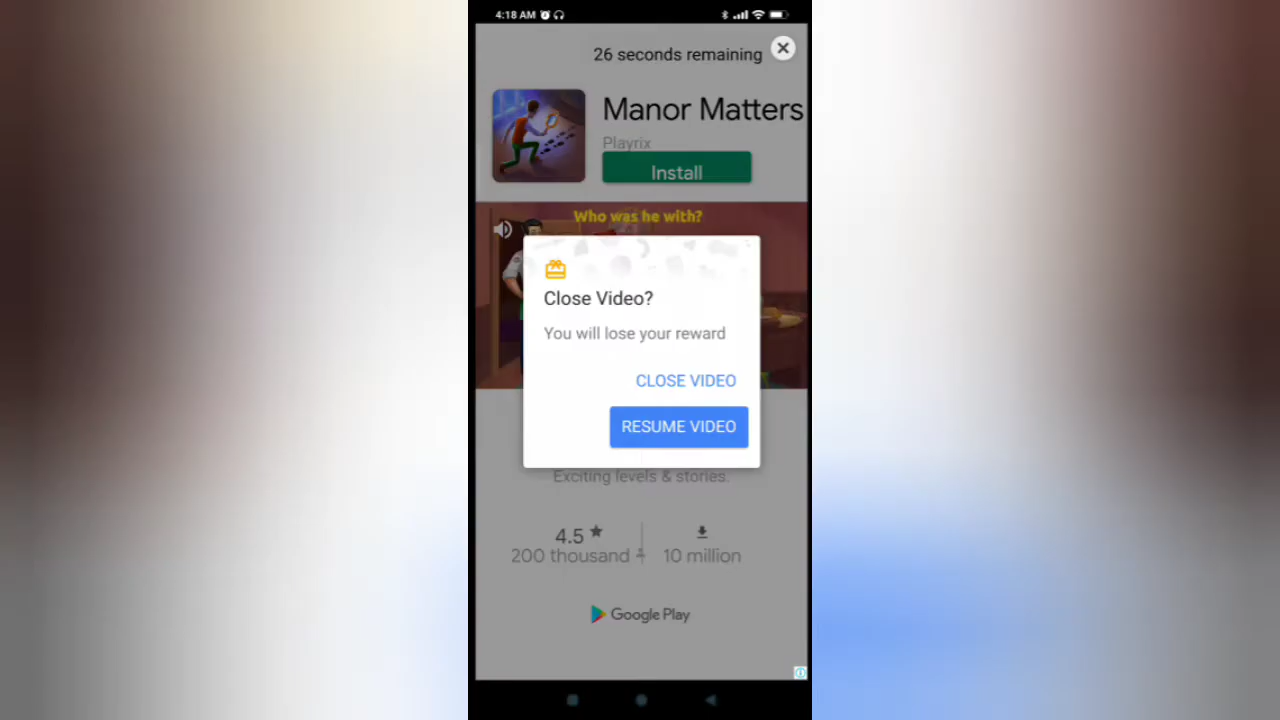 4:18 AM
26 seconds remaining
Manor Matters
Playrix
Install
Who was he with?
Close Video?
You will lose your reward
CLOSE VIDEO
RESUME VIDEO
Exciting levels & stories.
4.5 ★
200 thousand
10 million
Google Play